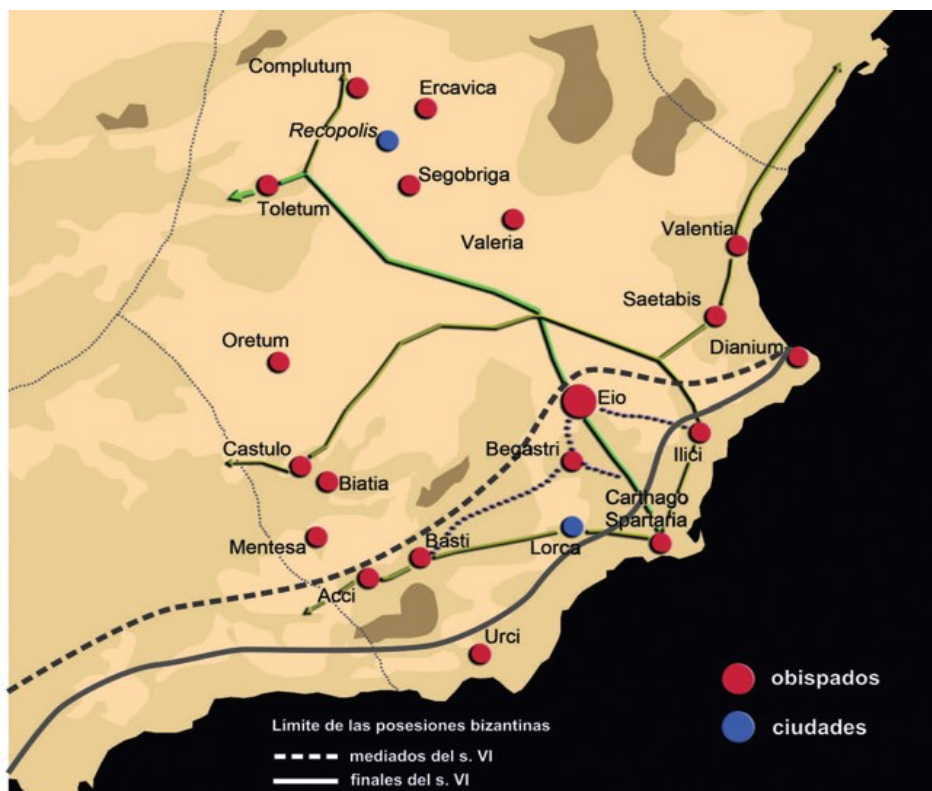 Complutum
Ercavica
Recopolis
Segobriga
Toletum
Valeria
Valentia
Saetabis
Oretum
Dianium
Eio
Castulo
Begastri
Ilici
Biatia
Carthago
Spartaria
Mentesa
Basti
Lorca
Acci
Urci
obispados
ciudades
Límite de las posesiones bizantinas
mediados del s. VI
finales del s. VI